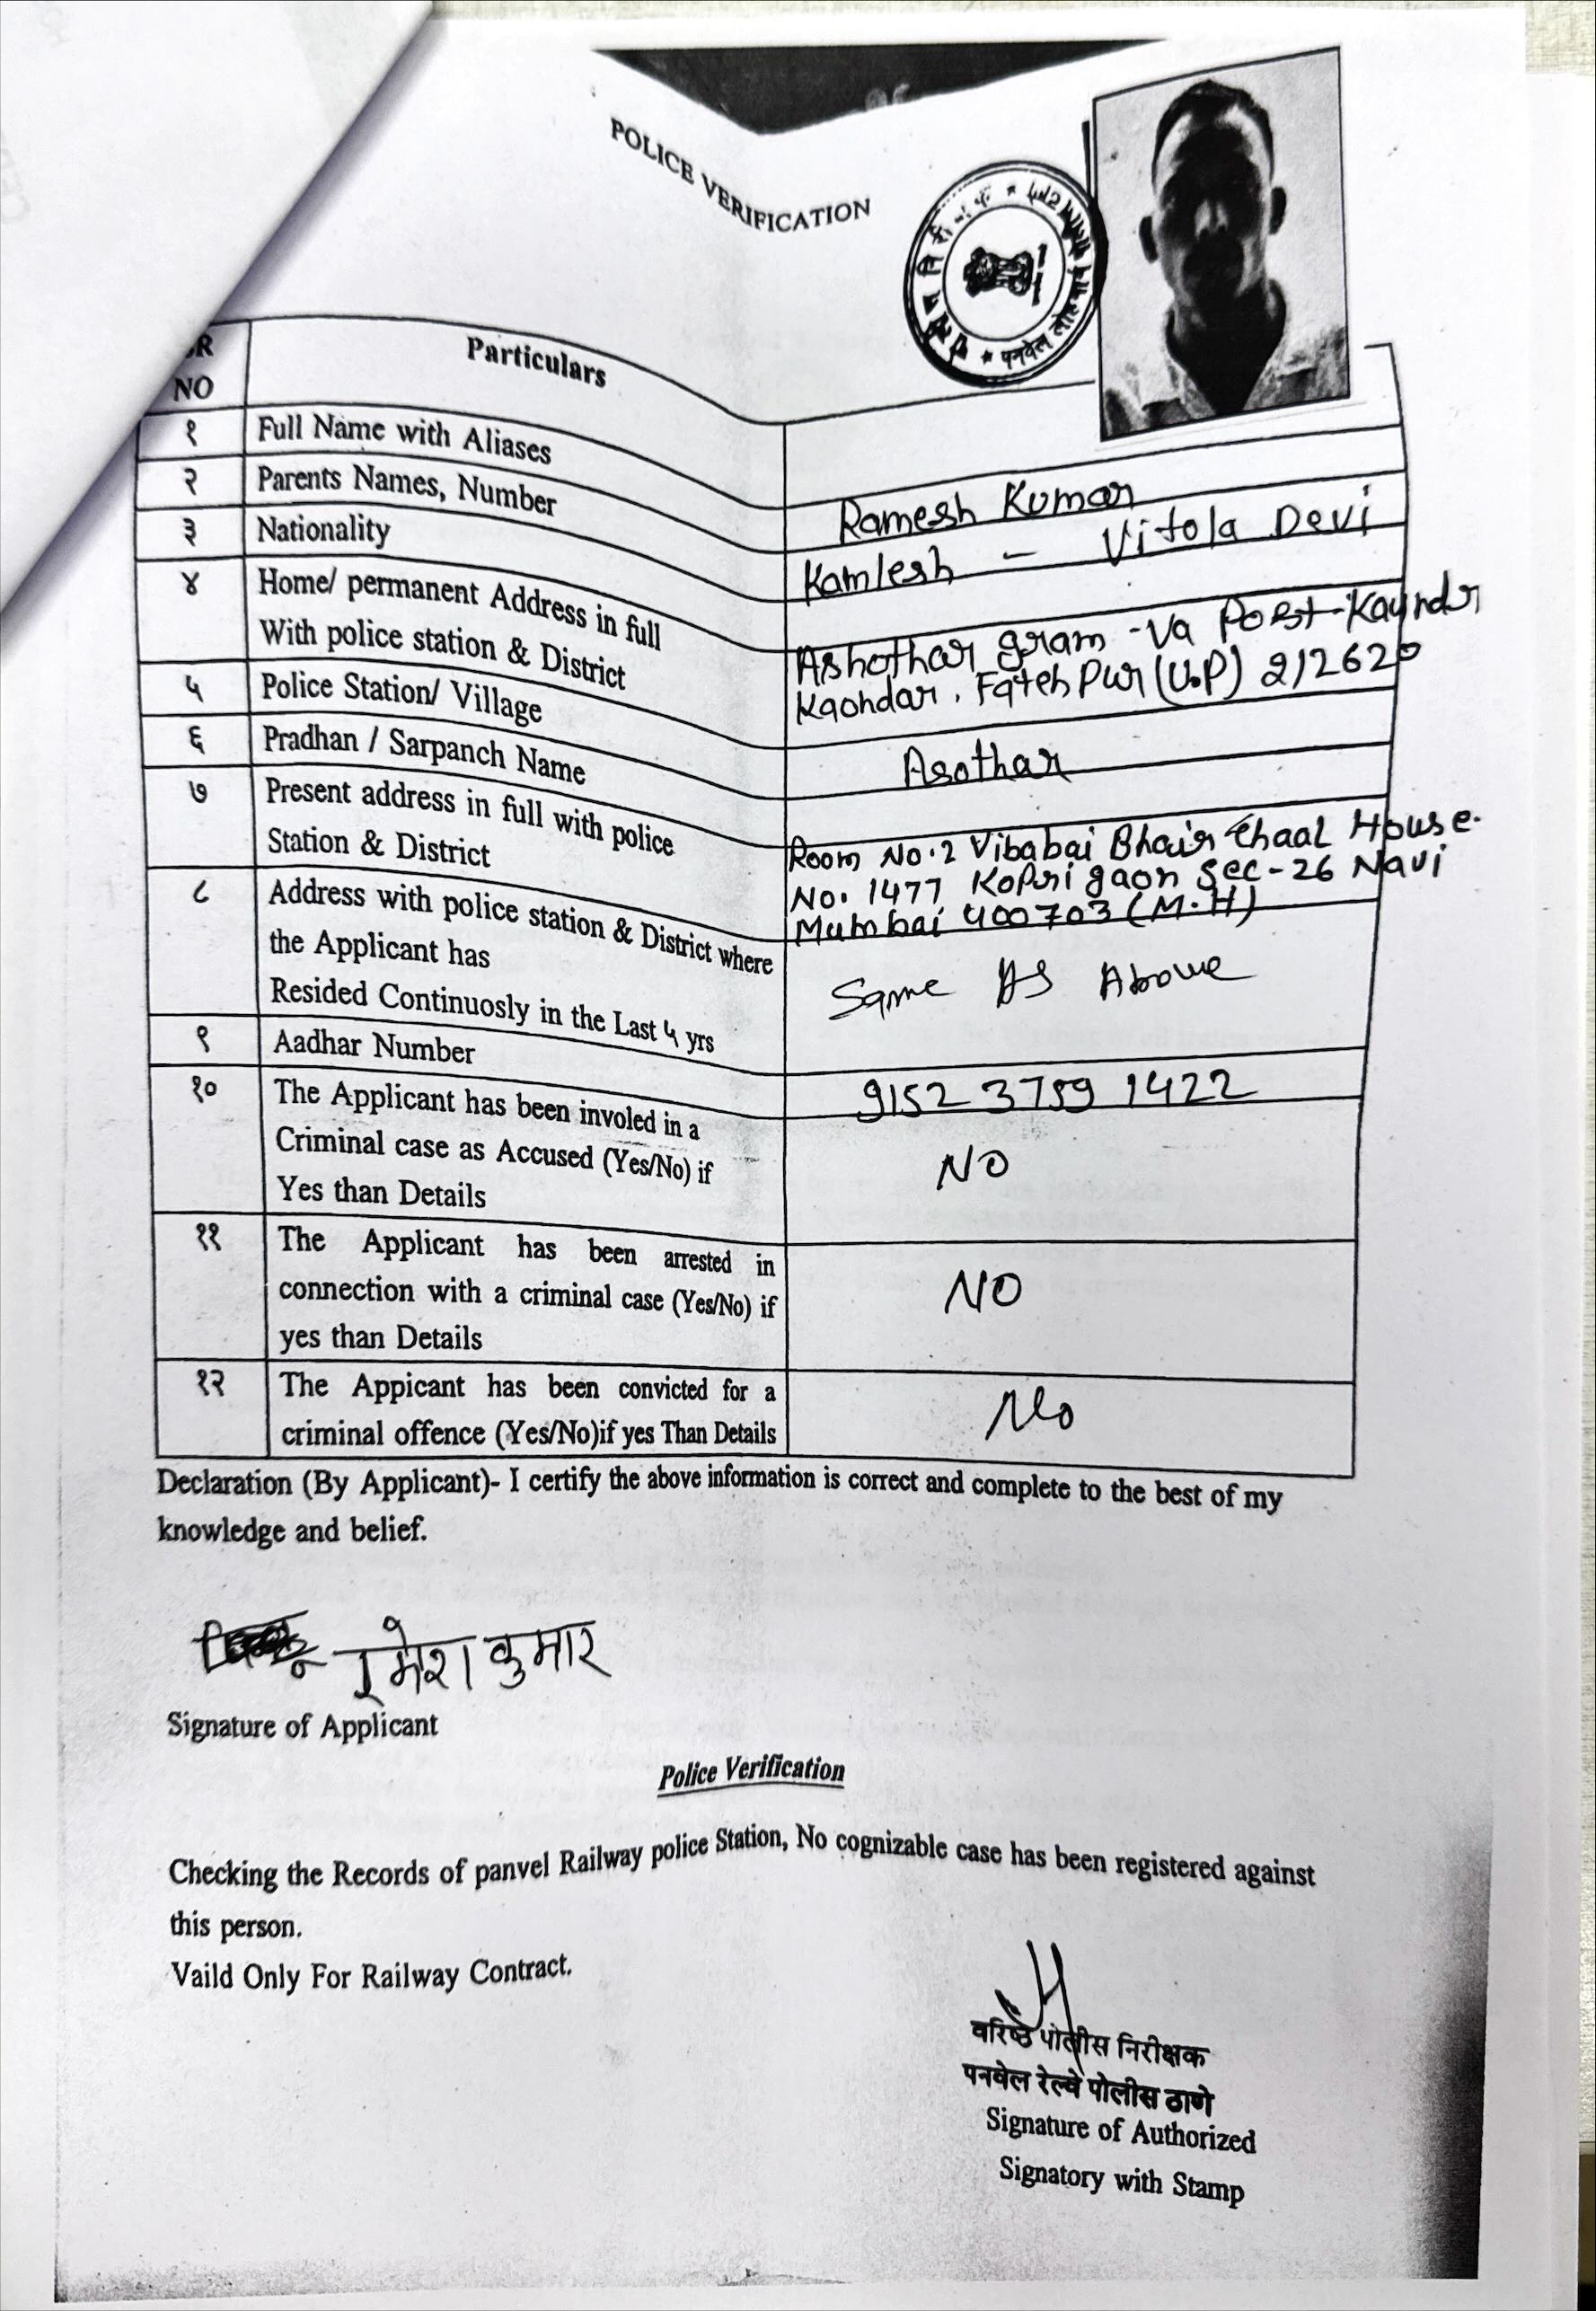 POLICE VERIFICATION
पनवेल
NO
Particulars
१ Full Name with Aliases Ramesh Kumar
२ Parents Names, Number Kamlesh - Vitola Devi
३ Nationality
४ Home/ permanent Address in full Ashothar gram - Va Post - Kaundr
With police station & District Kaondar, Fateh Pur (U.P) 212620
५ Police Station/ Village Asothar
६ Pradhan / Sarpanch Name
७ Present address in full with police Room No. 2 Vibabai Bhair Chaal House.
Station & District No. 1477 Kopri gaon Sec-26 Navi
Mumbai 400703 (M.H)
८ Address with police station & District where Same As Above
the Applicant has
Resided Continuosly in the Last ५ yrs
९ Aadhar Number 9152 3759 1422
१० The Applicant has been involed in a
Criminal case as Accused (Yes/No) if NO
Yes than Details
११ The Applicant has been arrested in
connection with a criminal case (Yes/No) if NO
yes than Details
१२ The Appicant has been convicted for a No
criminal offence (Yes/No)if yes Than Details
Declaration (By Applicant)- I certify the above information is correct and complete to the best of my
knowledge and belief.
रमेश कुमार
Signature of Applicant
Police Verification
Checking the Records of panvel Railway police Station, No cognizable case has been registered against
this person.
Vaild Only For Railway Contract.
वरिष्ठ पोलीस निरीक्षक
पनवेल रेल्वे पोलीस ठाणे
Signature of Authorized
Signatory with Stamp